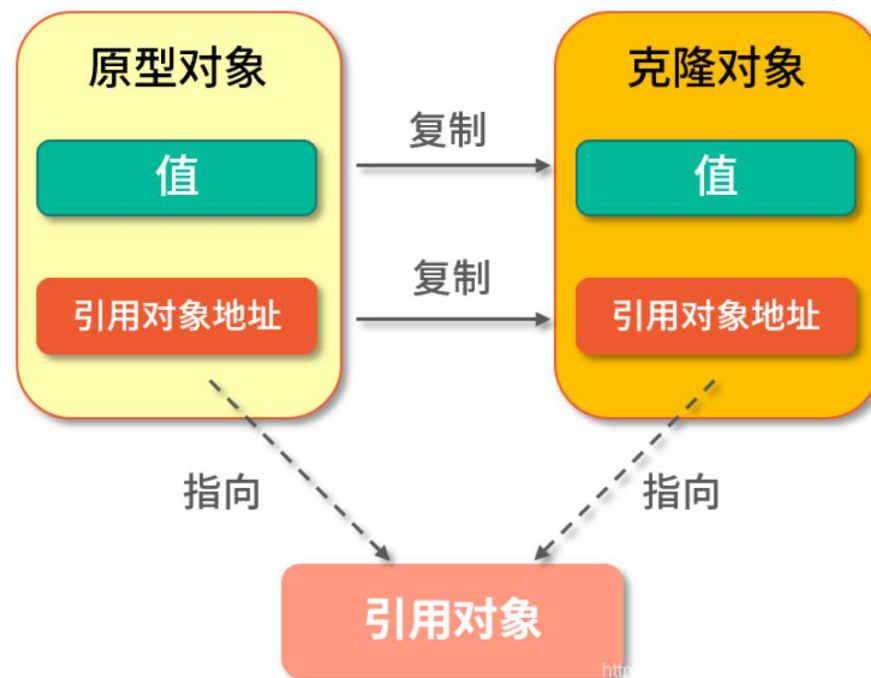 原型对象
克隆对象
复制
值
值
复制
引用对象地址
引用对象地址
指向
指向
引用对象